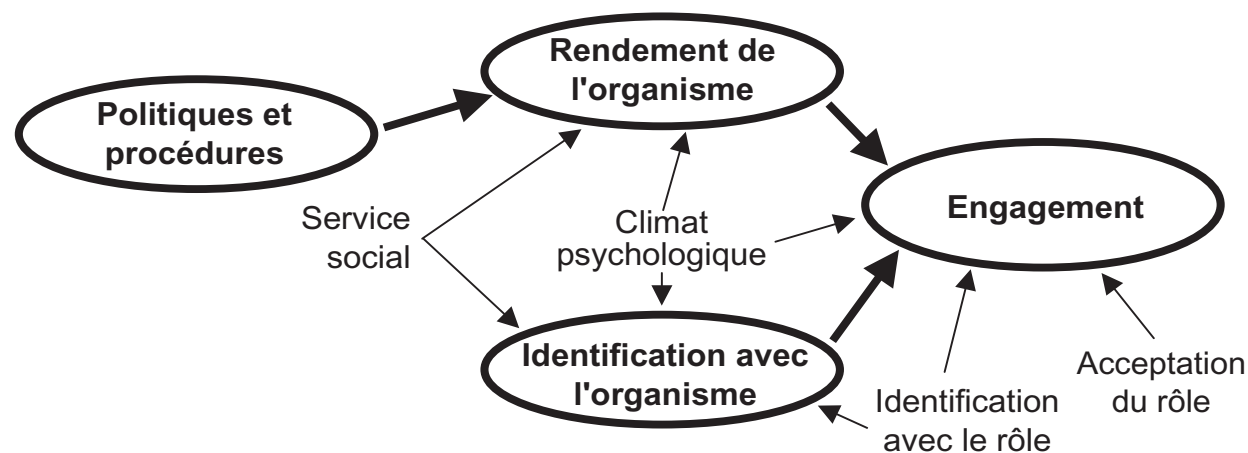 Rendement de
l'organisme
Politiques et
procédures
Engagement
Service
social
Climat
psychologique
Identification avec
l'organisme
Identification
avec le rôle
Acceptation
du rôle